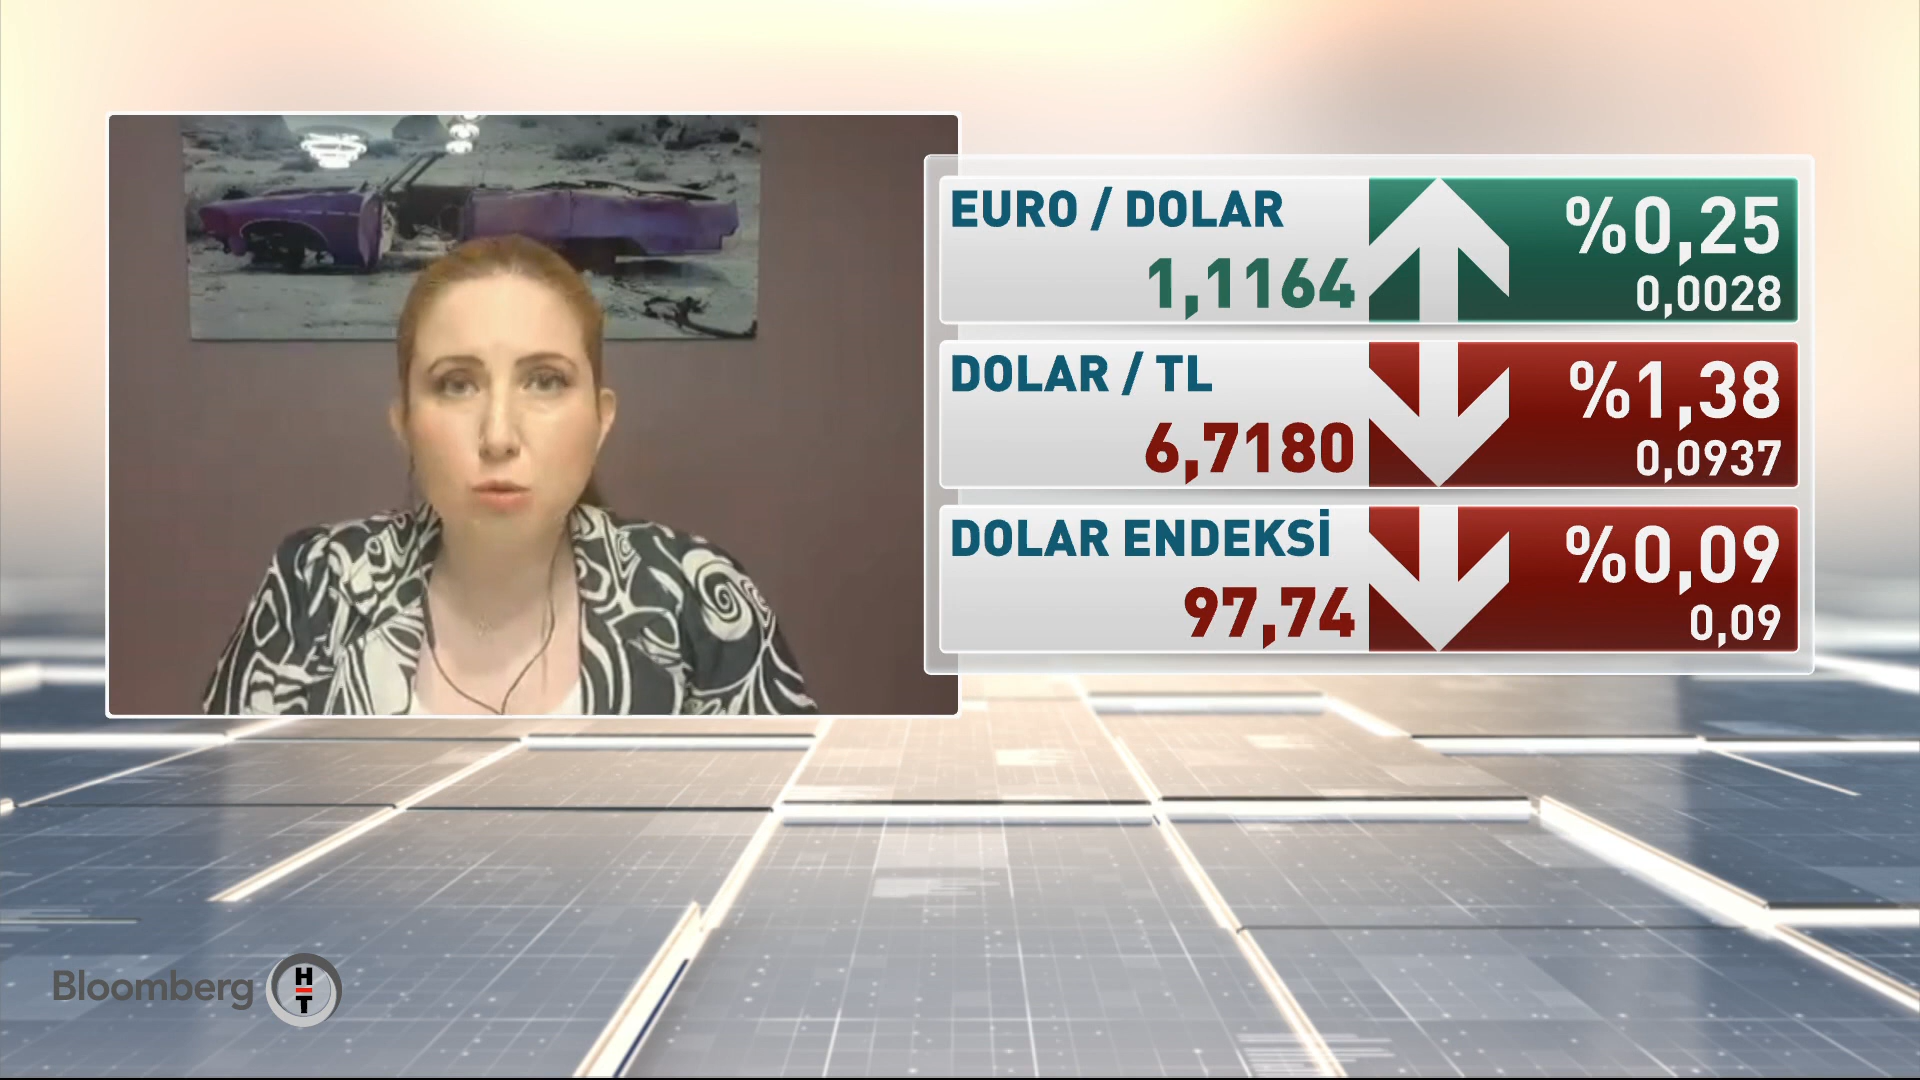 EURO / DOLAR
1,1164
%0,25
0,0028
DOLAR / TL
6,7180
%1,38
0,0937
DOLAR ENDEKSİ
97,74
%0,09
0,09
Bloomberg HT